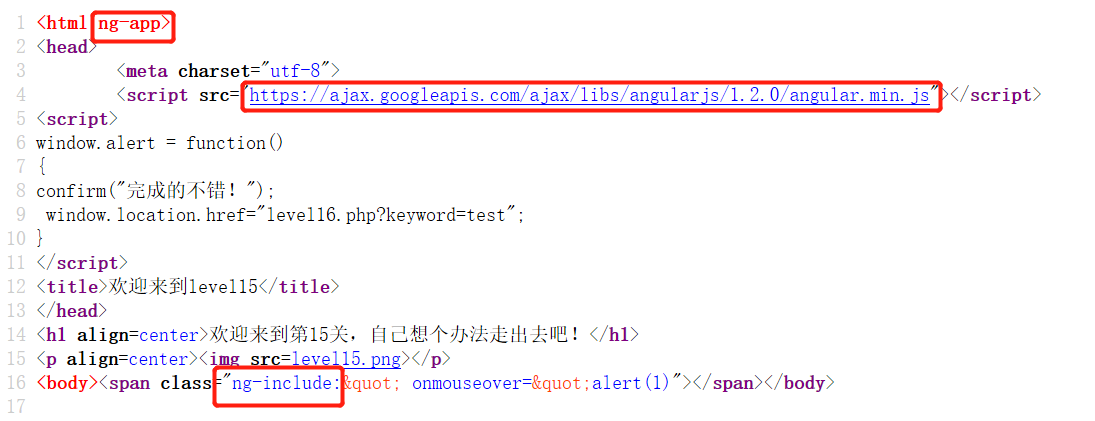 1 <html ng-app>
2 <head>
3 <meta charset="utf-8">
4 <script src="https://ajax.googleapis.com/ajax/libs/angularjs/1.2.0/angular.min.js"></script>
5 <script>
6 window.alert = function()
7 {
8 confirm("完成的不错！");
9 window.location.href="level16.php?keyword=test";
10 }
11 </script>
12 <title>欢迎来到level15</title>
13 </head>
14 <h1 align=center>欢迎来到第15关，自己想个办法走出去吧！</h1>
15 <p align=center><img src=level15.png></p>
16 <body><span class="ng-include:&quot; onmouseover=&quot;alert(1)"></span></body>
17